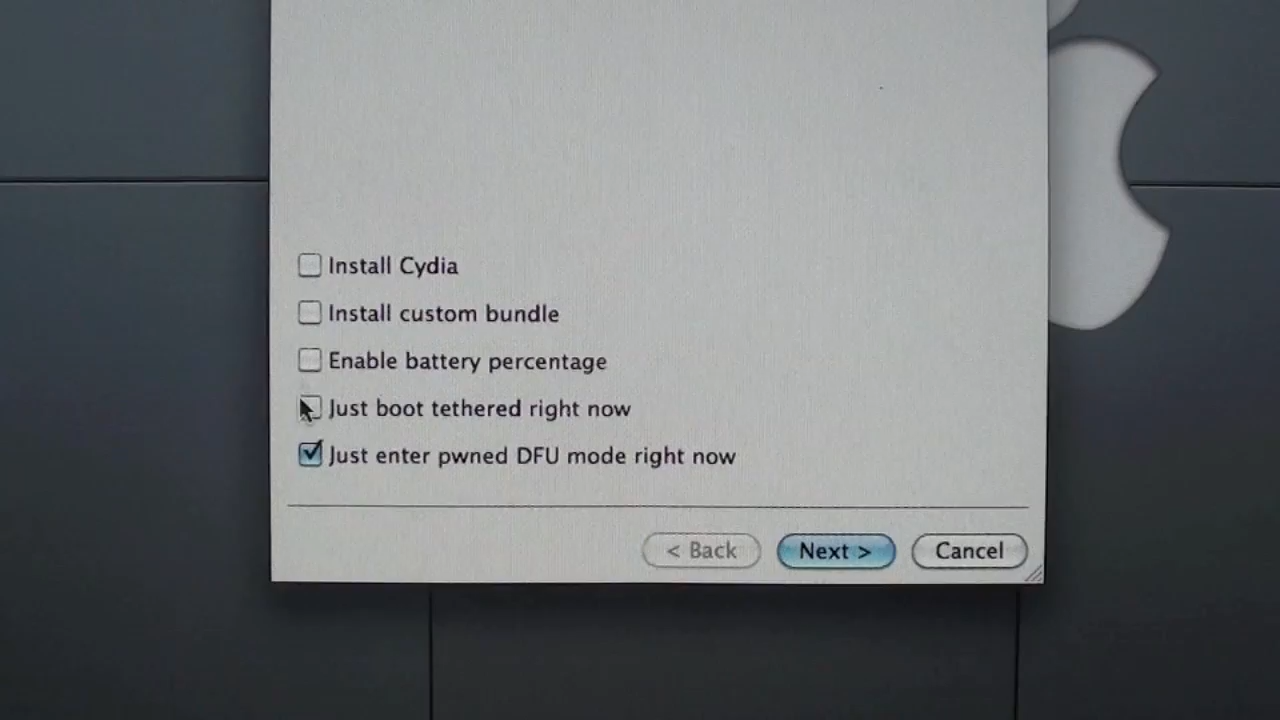 Install Cydia
Install custom bundle
Enable battery percentage
Just boot tethered right now
Just enter pwned DFU mode right now
< Back Next > Cancel